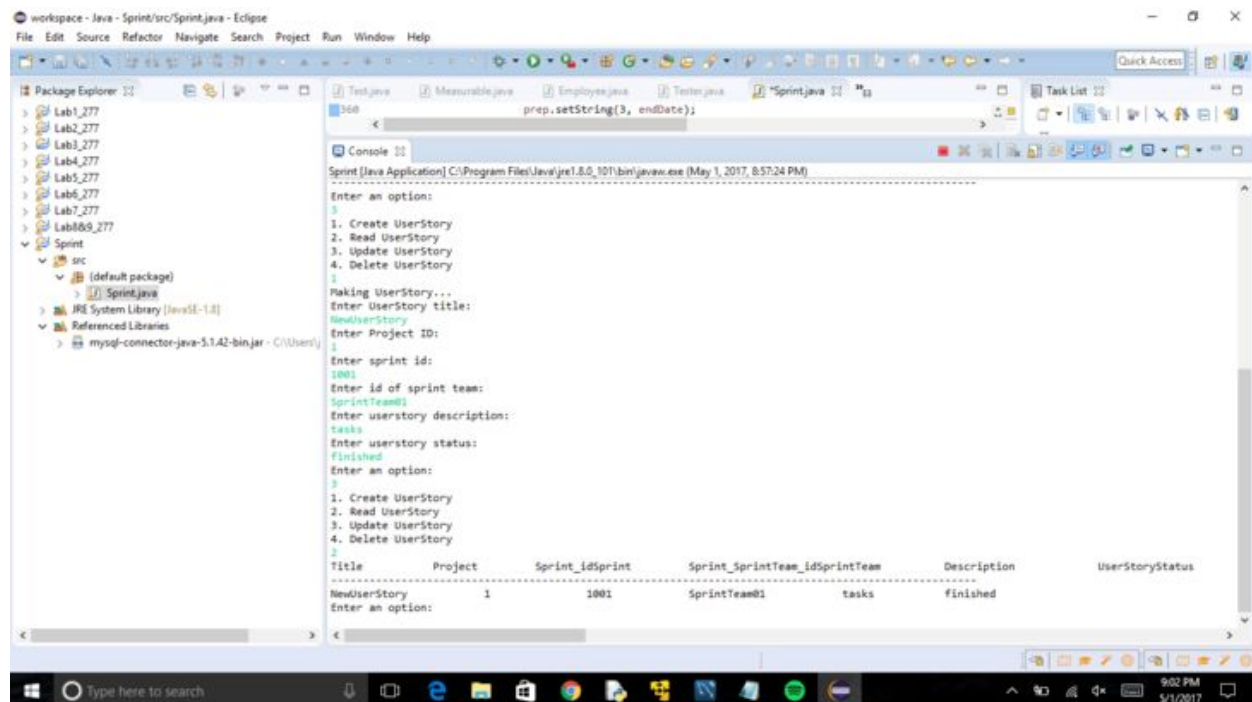 workspace - Java - Sprint/src/Sprint.java - Eclipse
File Edit Source Refactor Navigate Search Project Run Window Help
Quick Access
Package Explorer
Lab1_277
Lab2_277
Lab3_277
Lab4_277
Lab5_277
Lab6_277
Lab7_277
Lab8&9_277
Sprint
src
(default package)
Sprint.java
JRE System Library [JavaSE-1.8]
Referenced Libraries
mysql-connector-java-5.1.42-bin.jar - C:\Users\j
Test.java Measurable.java Employee.java Tester.java *Sprint.java
360 prep.setString(3, endDate);
Console
Sprint [Java Application] C:\Program Files\Java\jre1.8.0_101\bin\javaw.exe (May 1, 2017, 8:57:24 PM)
--------------------------------------------------------------------------------
Enter an option:
3
1. Create UserStory
2. Read UserStory
3. Update UserStory
4. Delete UserStory
1
Making UserStory...
Enter UserStory title:
NewUserStory
Enter Project ID:
1
Enter sprint id:
1001
Enter id of sprint team:
SprintTeam01
Enter userstory description:
tasks
Enter userstory status:
finished
Enter an option:
3
1. Create UserStory
2. Read UserStory
3. Update UserStory
4. Delete UserStory
2
Title Project Sprint_idSprint Sprint_SprintTeam_idSprintTeam Description UserStoryStatus
--------------------------------------------------------------------------------
NewUserStory 1 1001 SprintTeam01 tasks finished
Enter an option:
Task List
Type here to search
9:02 PM
5/1/2017